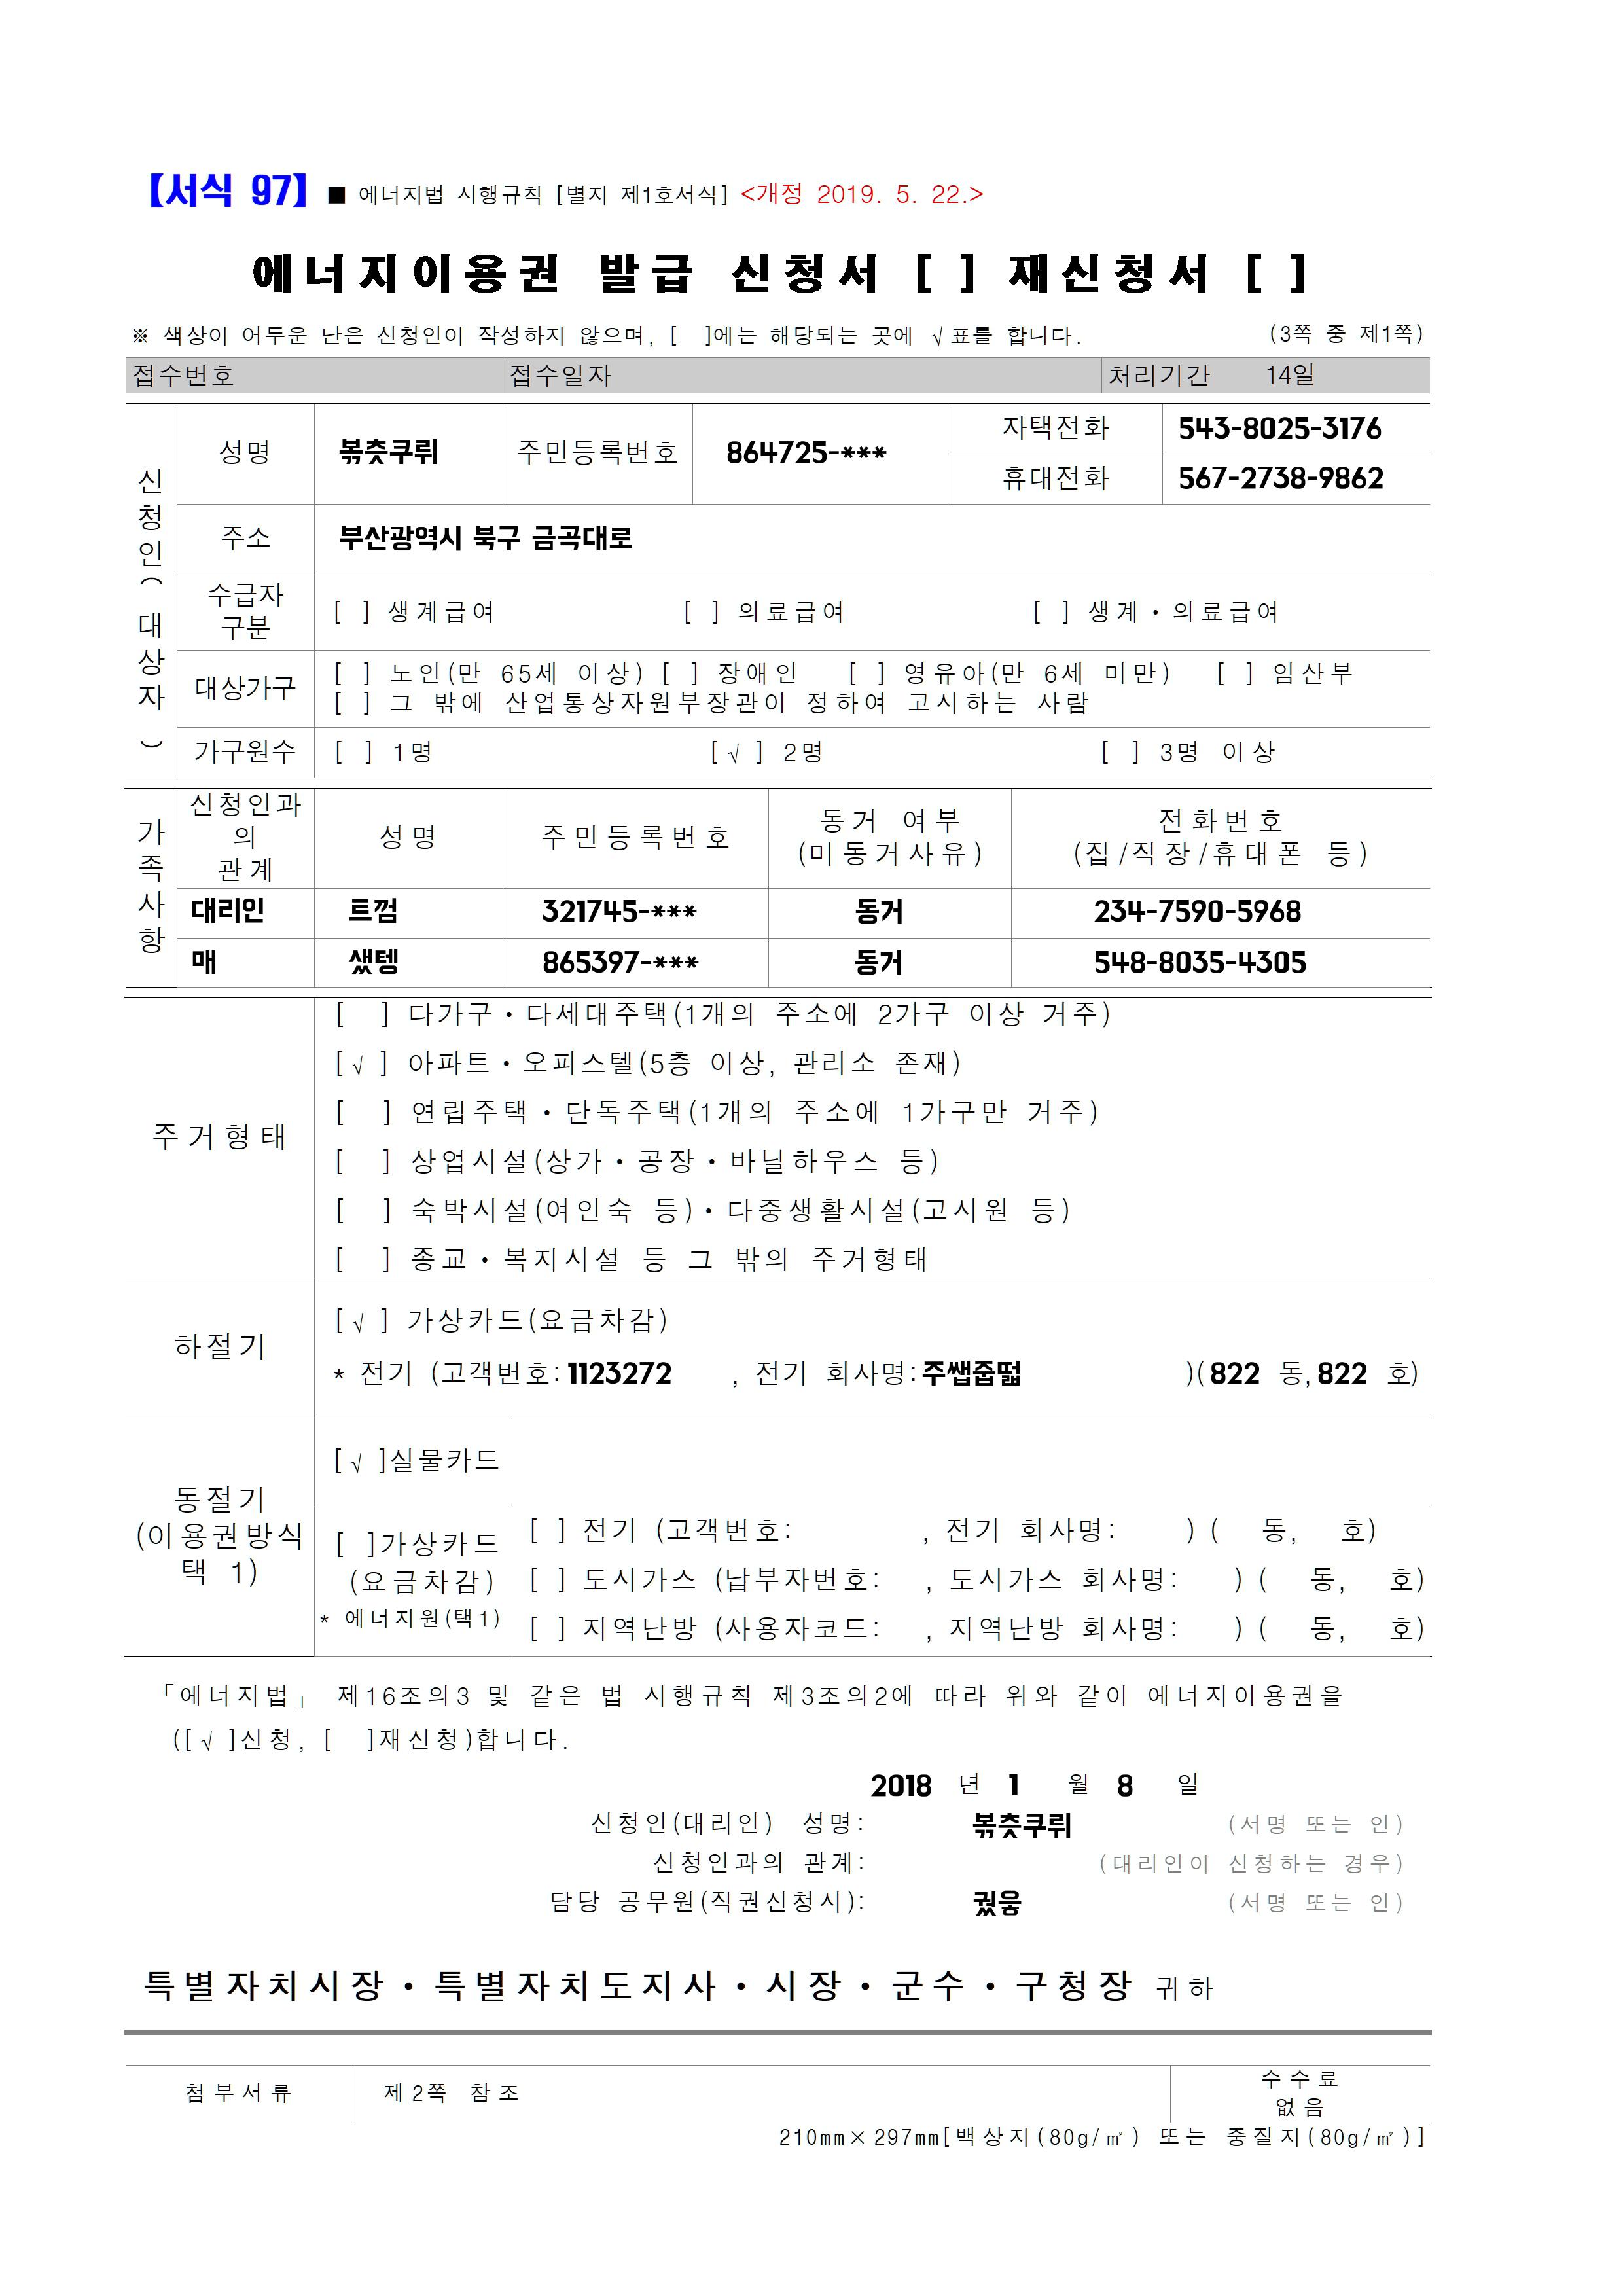 【서식 97】 ■ 에너지법 시행규칙 [별지 제1호서식] <개정 2019. 5. 22.>
에너지이용권 발급 신청서 [ ] 재신청서 [ ]
※ 색상이 어두운 난은 신청인이 작성하지 않으며, [ ]에는 해당되는 곳에 √표를 합니다. (3쪽 중 제1쪽)
접수번호 접수일자 처리기간 14일
신청인(대상자)
성명 볶츳쿠뤼 주민등록번호 864725-*** 자택전화 543-8025-3176
휴대전화 567-2738-9862
주소 부산광역시 북구 금곡대로
수급자
구분
[ ] 생계급여 [ ] 의료급여 [ ] 생계·의료급여
대상가구
[ ] 노인(만 65세 이상) [ ] 장애인 [ ] 영유아(만 6세 미만) [ ] 임산부
[ ] 그 밖에 산업통상자원부장관이 정하여 고시하는 사람
가구원수 [ ] 1명 [√] 2명 [ ] 3명 이상
가족사항
신청인과
의
관계
성명 주민등록번호
동거 여부
(미동거사유)
전화번호
(집/직장/휴대폰 등)
대리인 트껌 321745-*** 동거 234-7590-5968
매 샜텡 865397-*** 동거 548-8035-4305
주거형태
[ ] 다가구·다세대주택(1개의 주소에 2가구 이상 거주)
[√] 아파트·오피스텔(5층 이상, 관리소 존재)
[ ] 연립주택·단독주택(1개의 주소에 1가구만 거주)
[ ] 상업시설(상가·공장·바닐하우스 등)
[ ] 숙박시설(여인숙 등)·다중생활시설(고시원 등)
[ ] 종교·복지시설 등 그 밖의 주거형태
하절기
[√] 가상카드(요금차감)
* 전기 (고객번호: 1123272 , 전기 회사명: 주쌥줍떫 )( 822 동, 822 호)
동절기
(이용권방식
택 1)
[√]실물카드
[ ]가상카드
(요금차감)
* 에너지원(택1)
[ ] 전기 (고객번호: , 전기 회사명: ) ( 동, 호)
[ ] 도시가스 (납부자번호: , 도시가스 회사명: ) ( 동, 호)
[ ] 지역난방 (사용자코드: , 지역난방 회사명: ) ( 동, 호)
「에너지법」 제16조의3 및 같은 법 시행규칙 제3조의2에 따라 위와 같이 에너지이용권을
([√]신청, [ ]재신청)합니다.
2018 년 1 월 8 일
신청인(대리인) 성명: 볶츳쿠뤼 (서명 또는 인)
신청인과의 관계: (대리인이 신청하는 경우)
담당 공무원(직권신청시): 궜융 (서명 또는 인)
특별자치시장·특별자치도지사·시장·군수·구청장 귀하
첨부서류 제2쪽 참조
수수료
없음
210mm×297mm[백상지(80g/㎡) 또는 중질지(80g/㎡)]